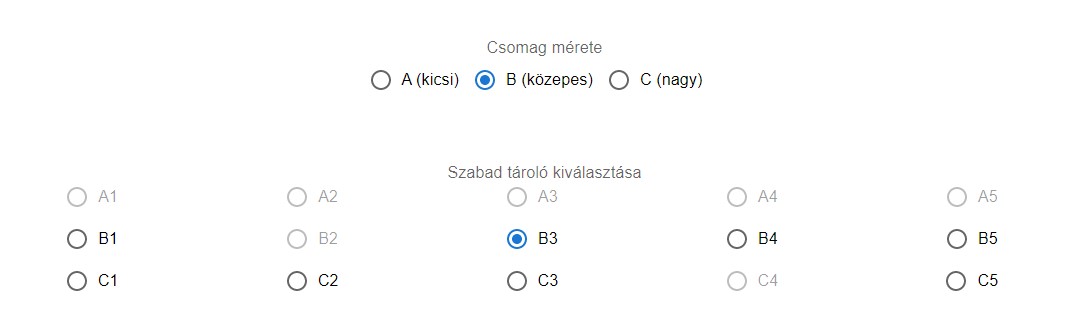 Csomag mérete
A (kicsi) B (közepes) C (nagy)
Szabad tároló kiválasztása
A1 A2 A3 A4 A5
B1 B2 B3 B4 B5
C1 C2 C3 C4 C5